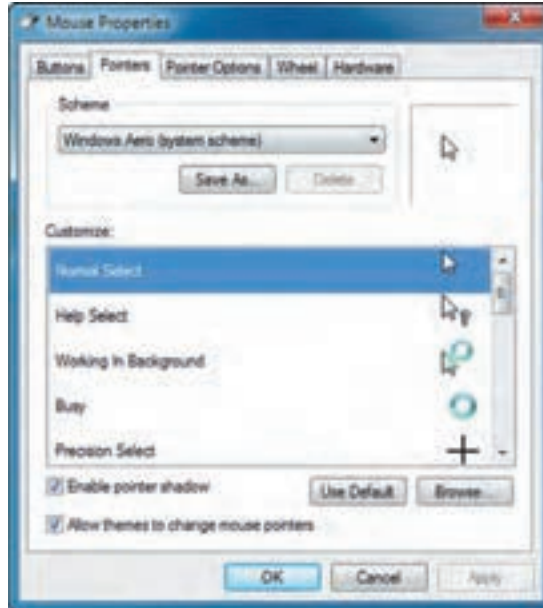 Mouse Properties
Buttons Pointers Pointer Options Wheel Hardware
Scheme
Windows Aero (system scheme)
Save As... Delete
Customize:
Normal Select
Help Select
Working In Background
Busy
Precision Select
Enable pointer shadow
Use Default Browse...
Allow themes to change mouse pointers
OK Cancel Apply